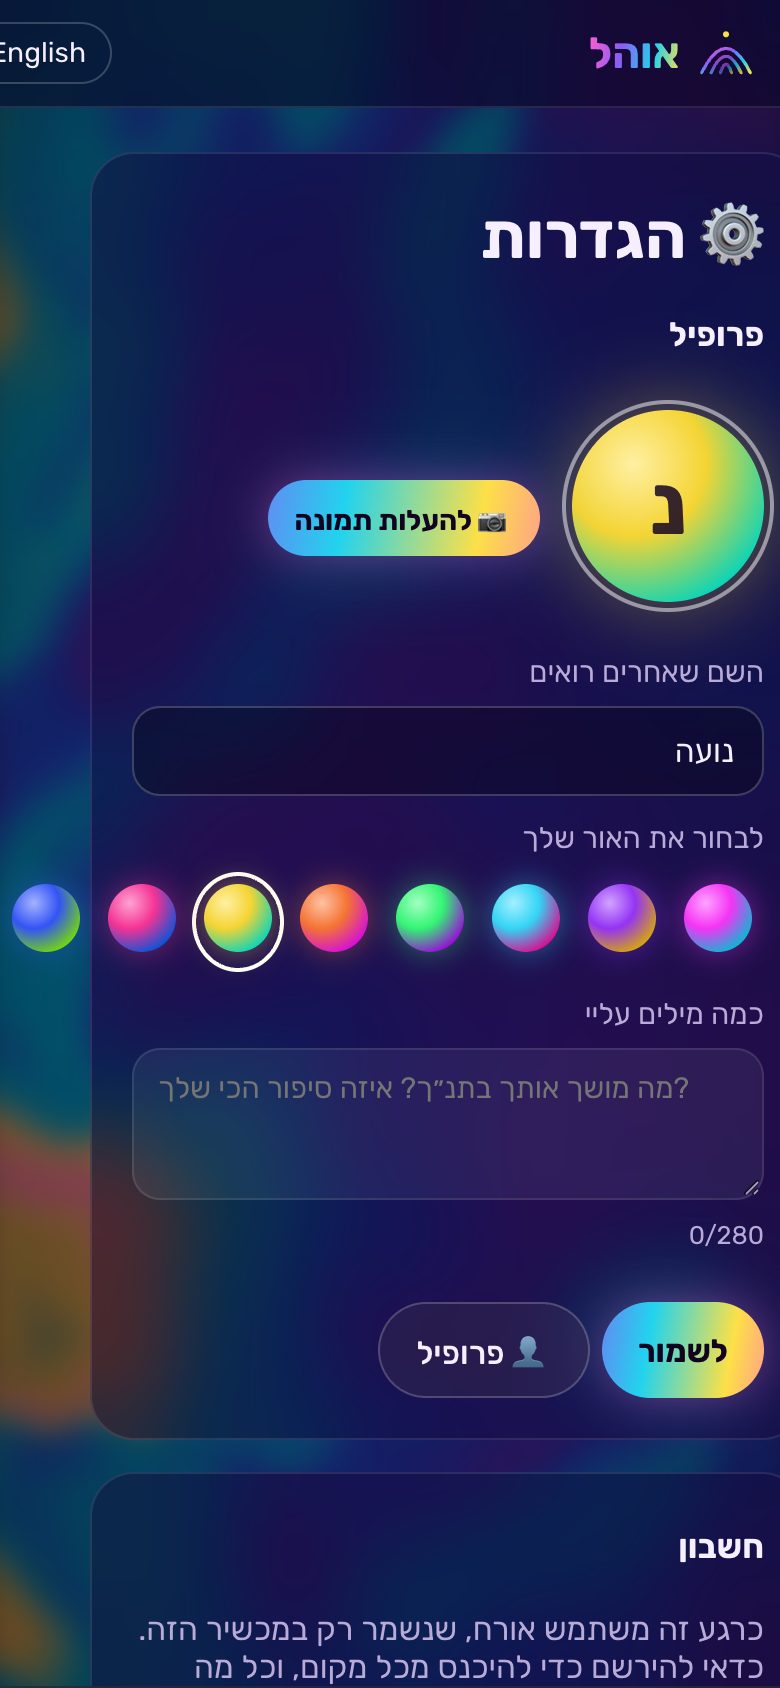 אוהל
English
הגדרות
פרופיל
נ
להעלות תמונה
השם שאחרים רואים
נועה
לבחור את האור שלך
כמה מילים עליי
מה מושך אותך בתנ״ך? איזה סיפור הכי שלך?
0/280
לשמור
פרופיל
חשבון
כרגע זה משתמש אורח, שנשמר רק במכשיר הזה.
כדאי להירשם כדי להיכנס מכל מקום, וכל מה